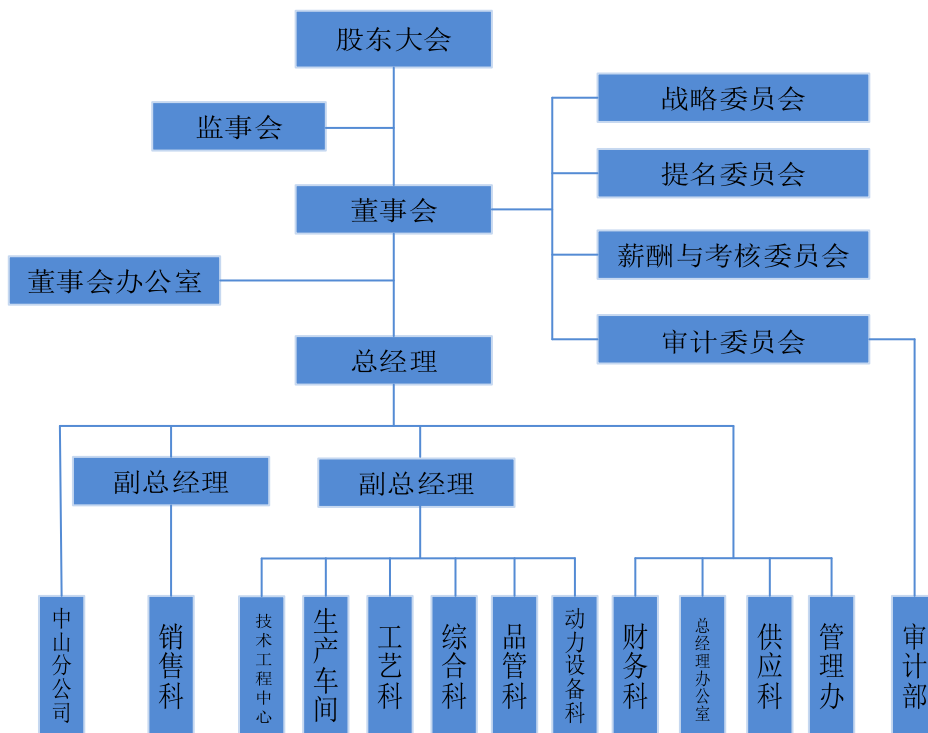 股东大会
战略委员会
监事会
提名委员会
董事会
薪酬与考核委员会
董事会办公室
审计委员会
总经理
副总经理
副总经理
中山分公司
销售科
技术工程中心
生产车间
工艺科
综合科
品管科
动力设备科
财务科
总经理办公室
供应科
管理办
审计部